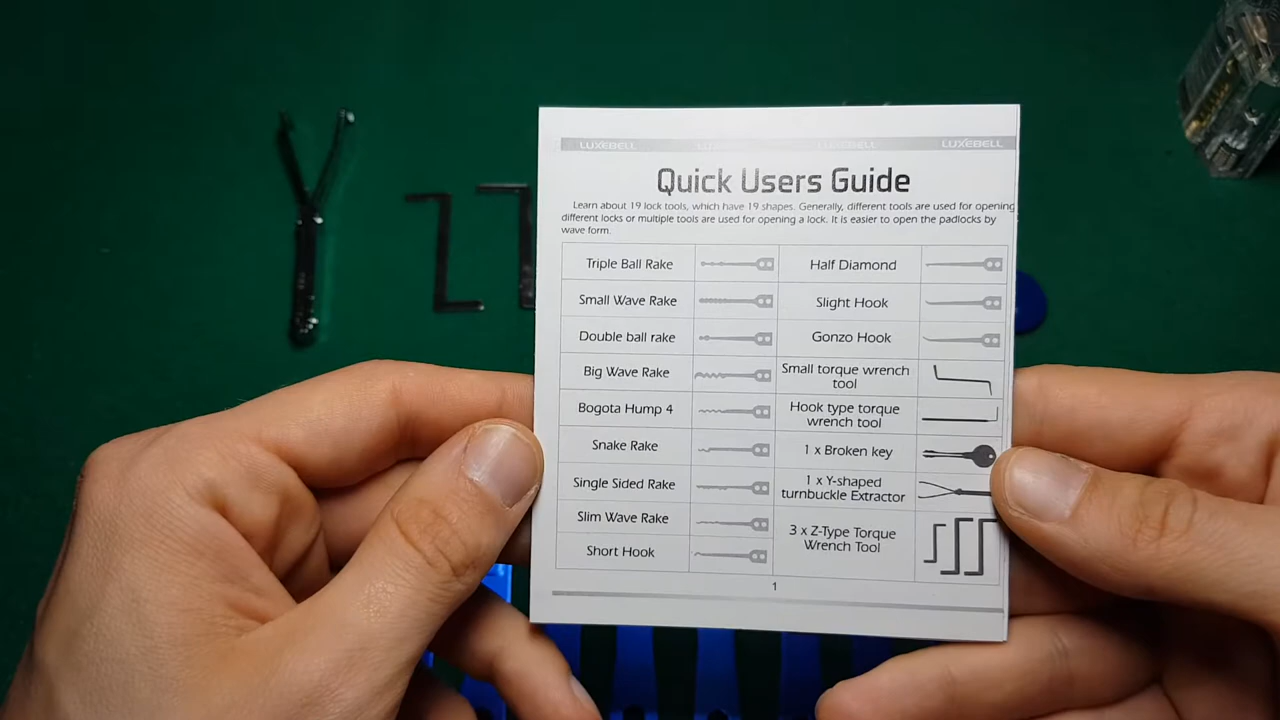 LUXEBELL LUXEBELL LUXEBELL LUXEBELL
Quick Users Guide
Learn about 19 lock tools, which have 19 shapes. Generally, different tools are used for opening
different locks or multiple tools are used for opening a lock. It is easier to open the padlocks by
wave form.
Triple Ball Rake
Half Diamond
Small Wave Rake
Slight Hook
Double ball rake
Gonzo Hook
Big Wave Rake
Small torque wrench
tool
Bogota Hump 4
Hook type torque
wrench tool
Snake Rake
1 x Broken key
Single Sided Rake
1 x Y-shaped
turnbuckle Extractor
Slim Wave Rake
3 x Z-Type Torque
Wrench Tool
Short Hook
1